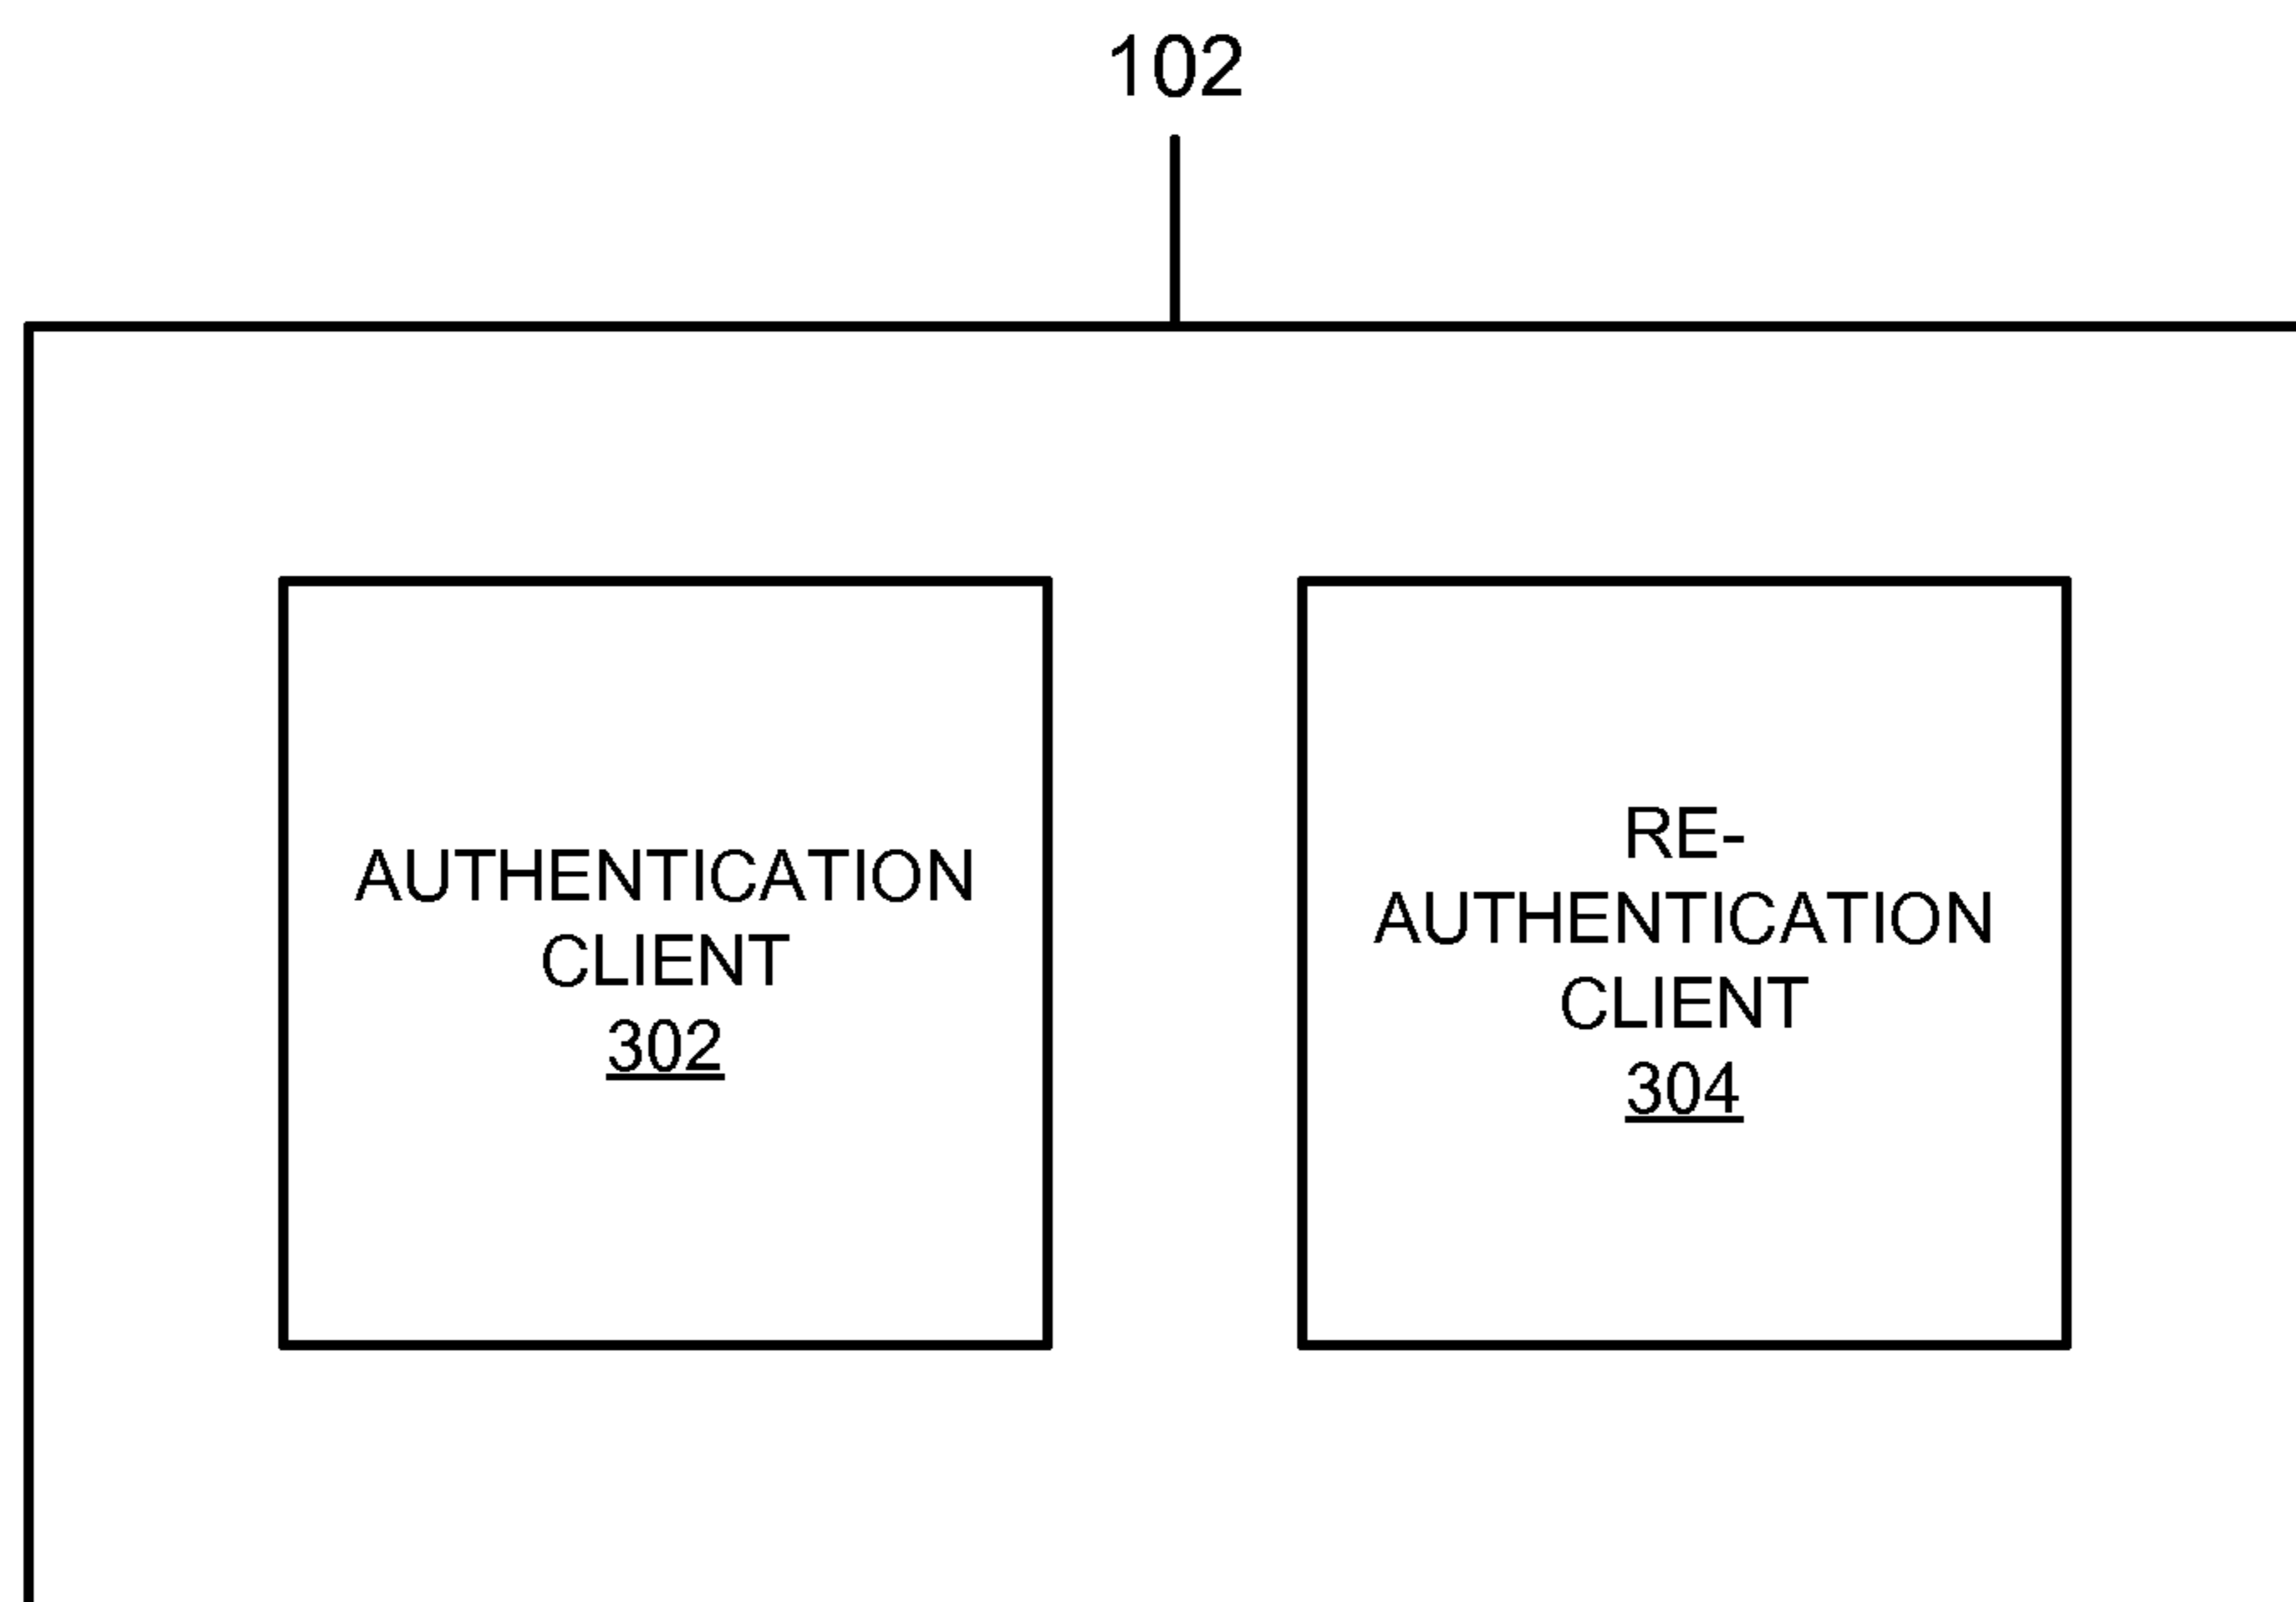 102
AUTHENTICATION
CLIENT
302
RE-
AUTHENTICATION
CLIENT
304